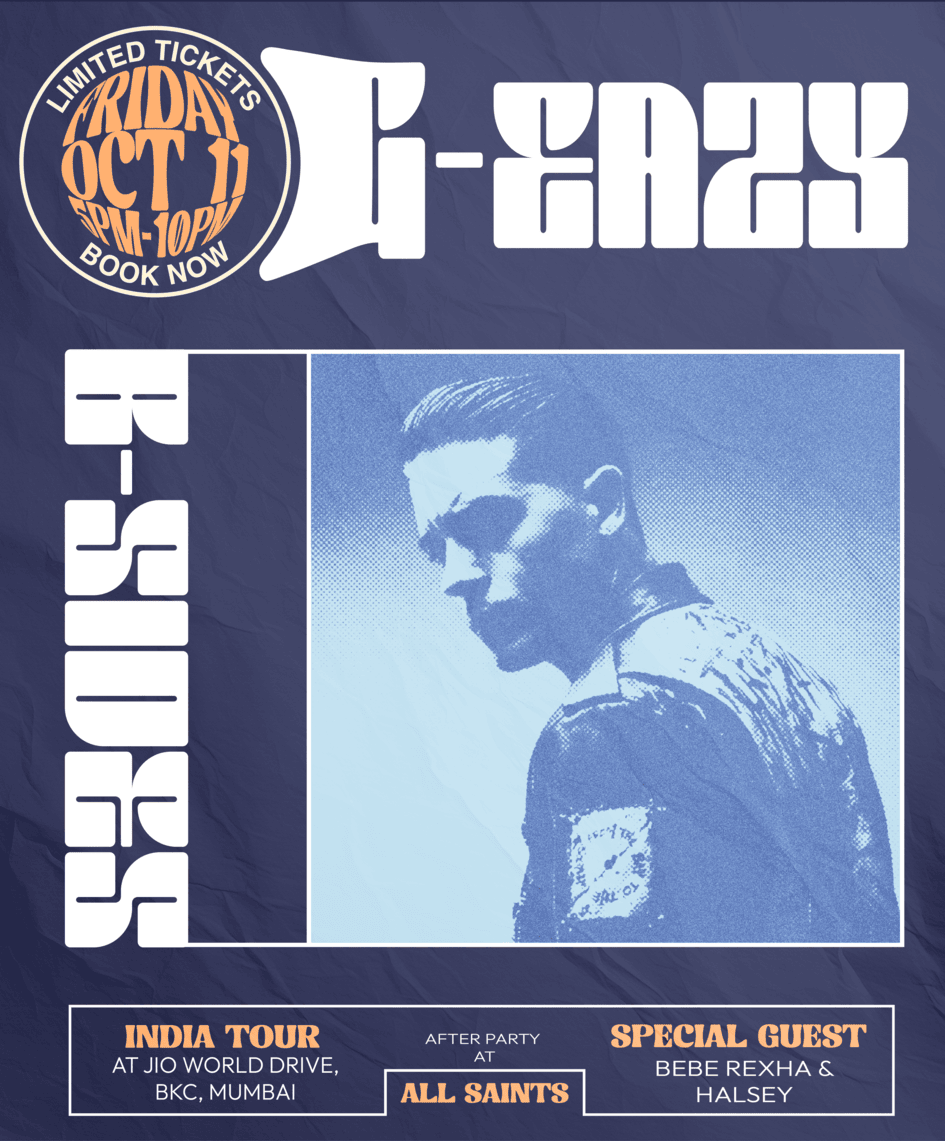 LIMITED TICKETS
FRIDAY
OCT 11
5PM-10PM
BOOK NOW
G-EAZY
B-SIDES
INDIA TOUR
AT JIO WORLD DRIVE,
BKC, MUMBAI
AFTER PARTY
AT
ALL SAINTS
SPECIAL GUEST
BEBE REXHA &
HALSEY